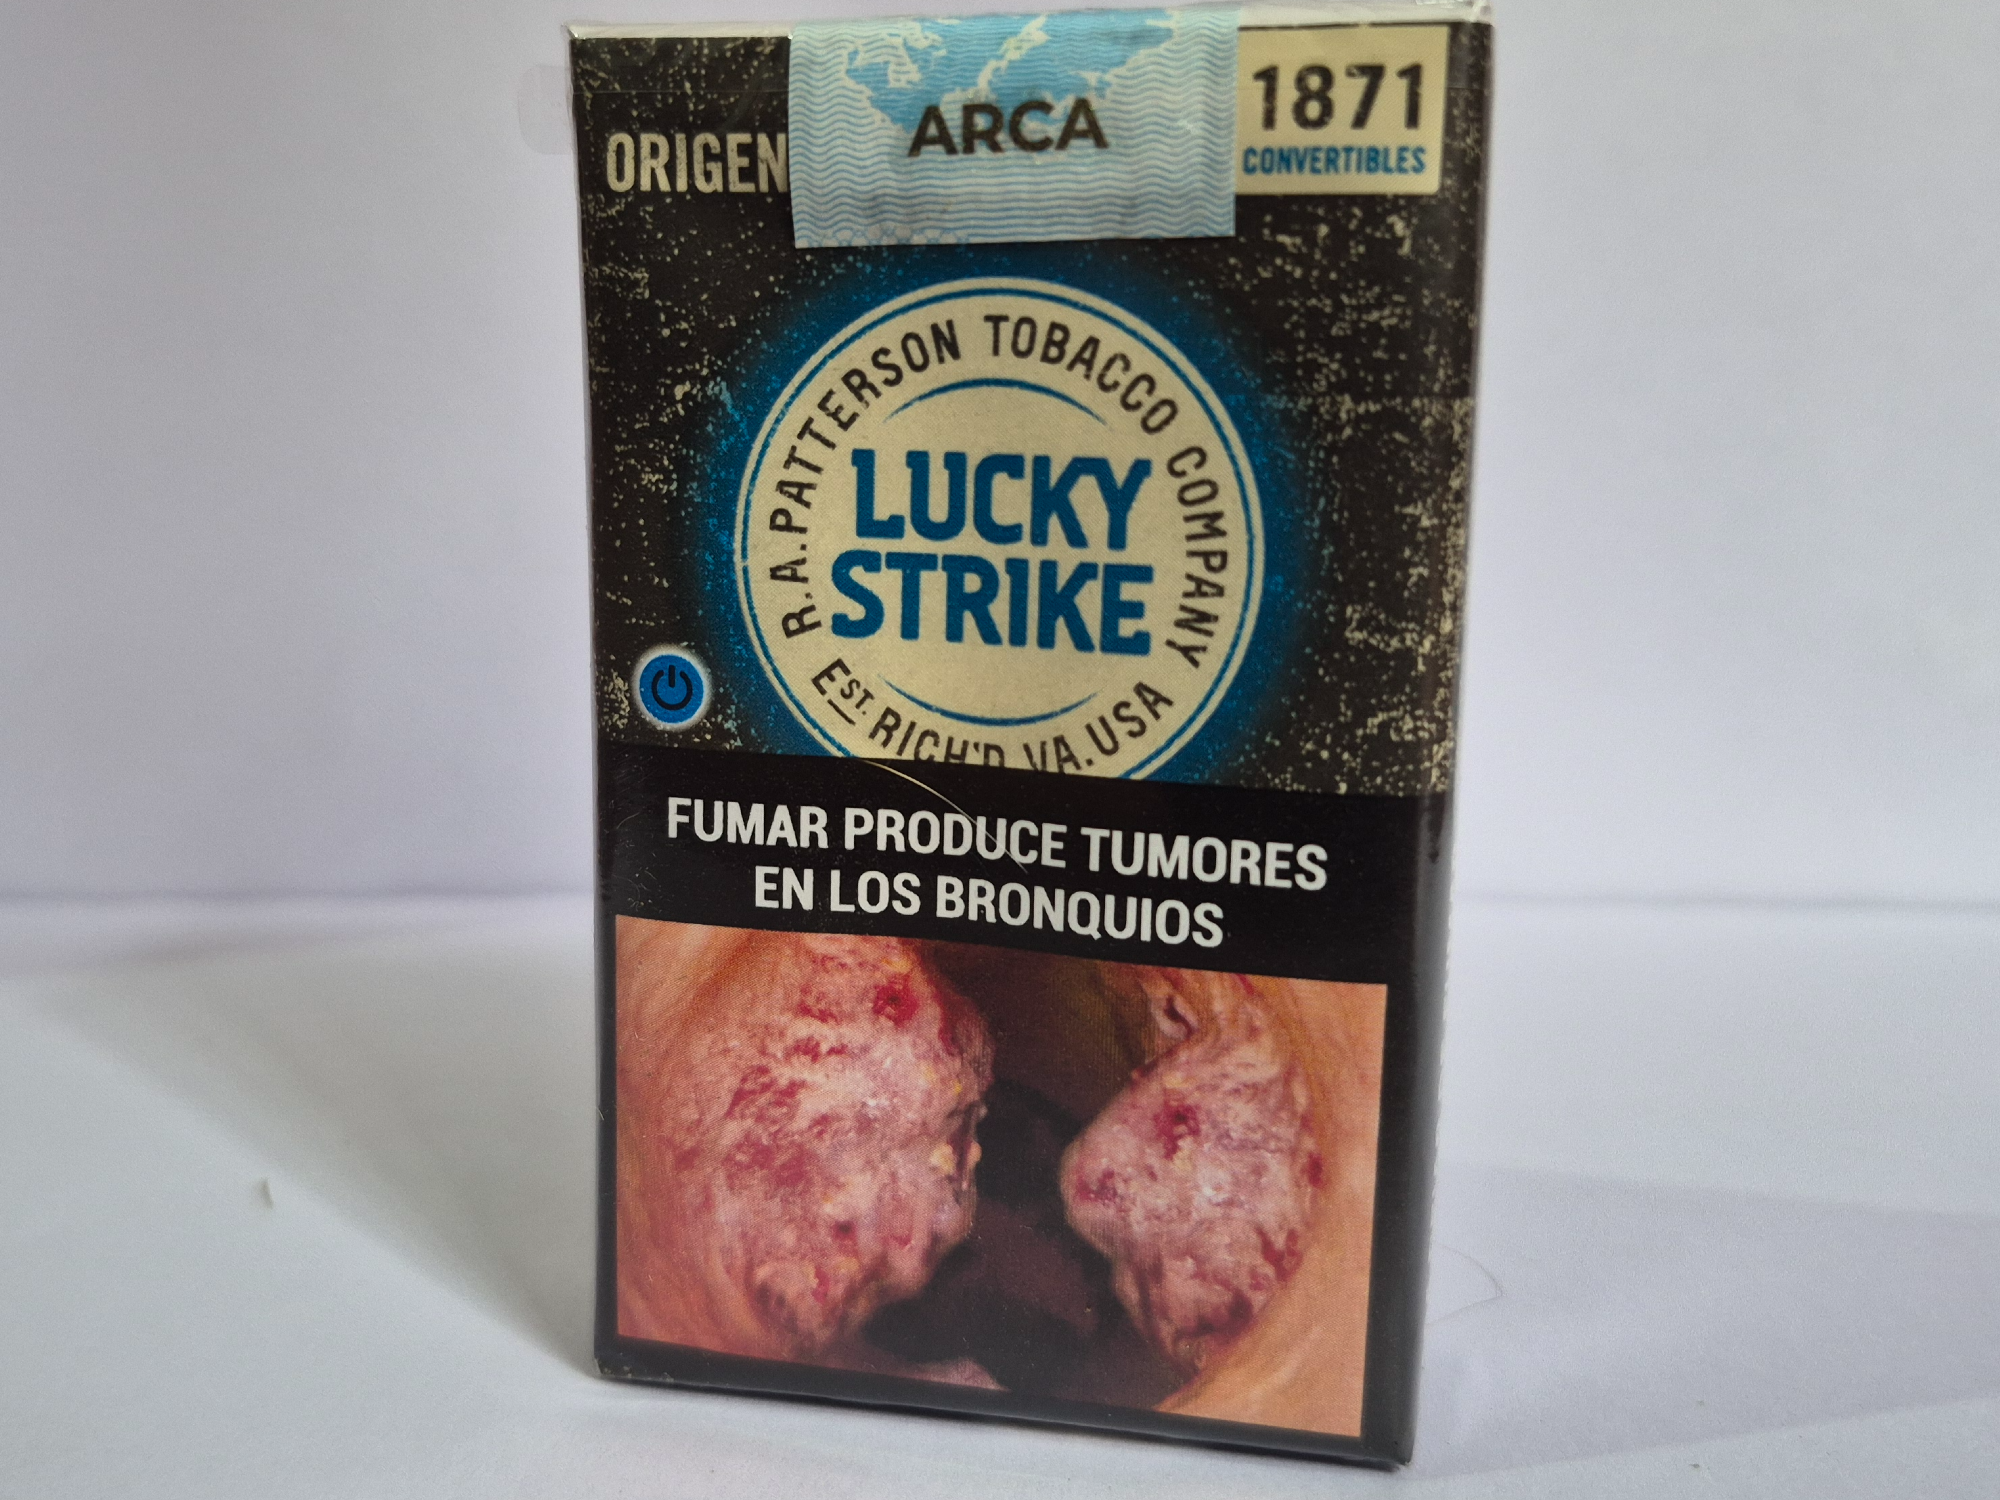 ARCA
ORIGEN
1871
CONVERTIBLES
R.A.PATTERSON TOBACCO COMPANY
LUCKY
STRIKE
EST. RICH'D VA. USA
FUMAR PRODUCE TUMORES
EN LOS BRONQUIOS